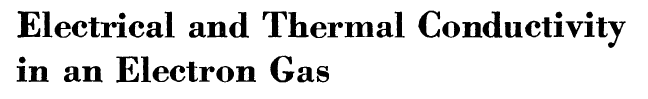 Electrical and Thermal Conductivity
in an Electron Gas